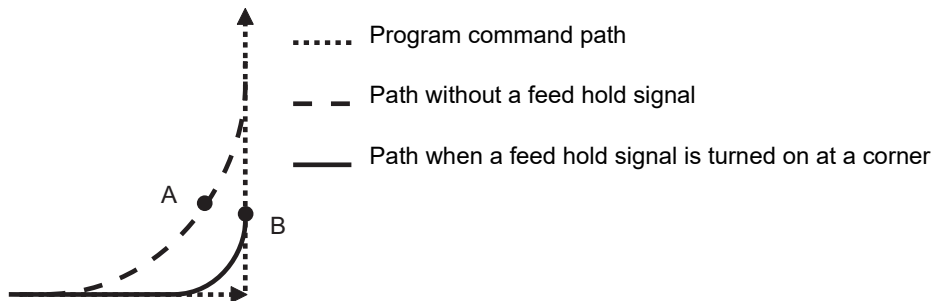 Program command path
Path without a feed hold signal
Path when a feed hold signal is turned on at a corner
A
B